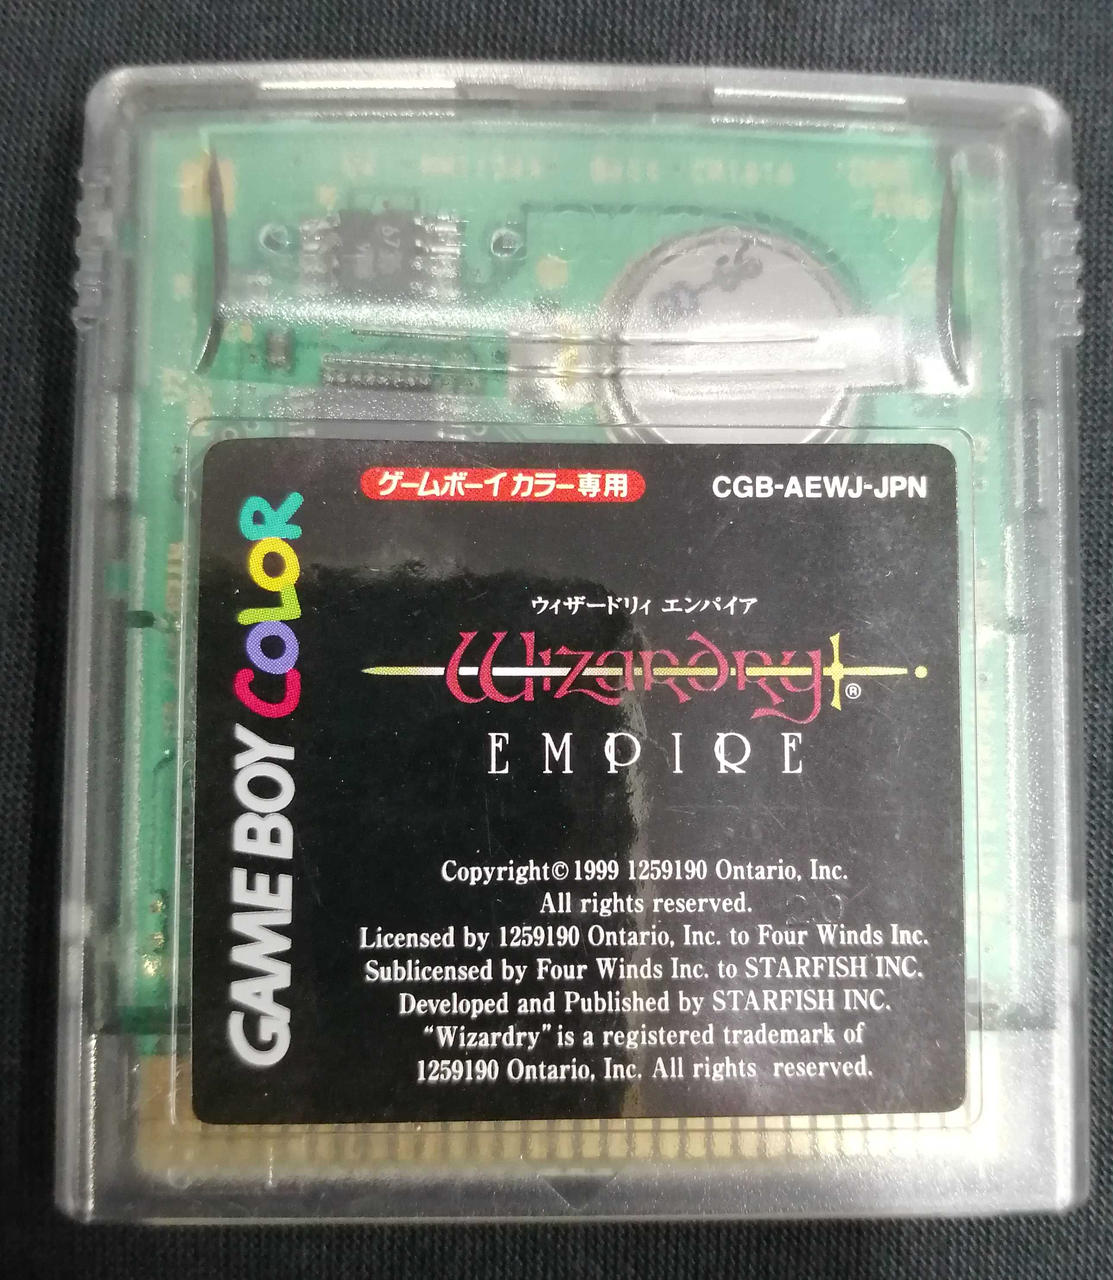 ゲームボーイカラー専用
CGB-AEWJ-JPN
GAME BOY COLOR
ウィザードリィ エンパイア
Wizardry®
EMPIRE
Copyright© 1999 1259190 Ontario, Inc.
All rights reserved.
Licensed by 1259190 Ontario, Inc. to Four Winds Inc.
Sublicensed by Four Winds Inc. to STARFISH INC.
Developed and Published by STARFISH INC.
“Wizardry” is a registered trademark of
1259190 Ontario, Inc. All rights reserved.